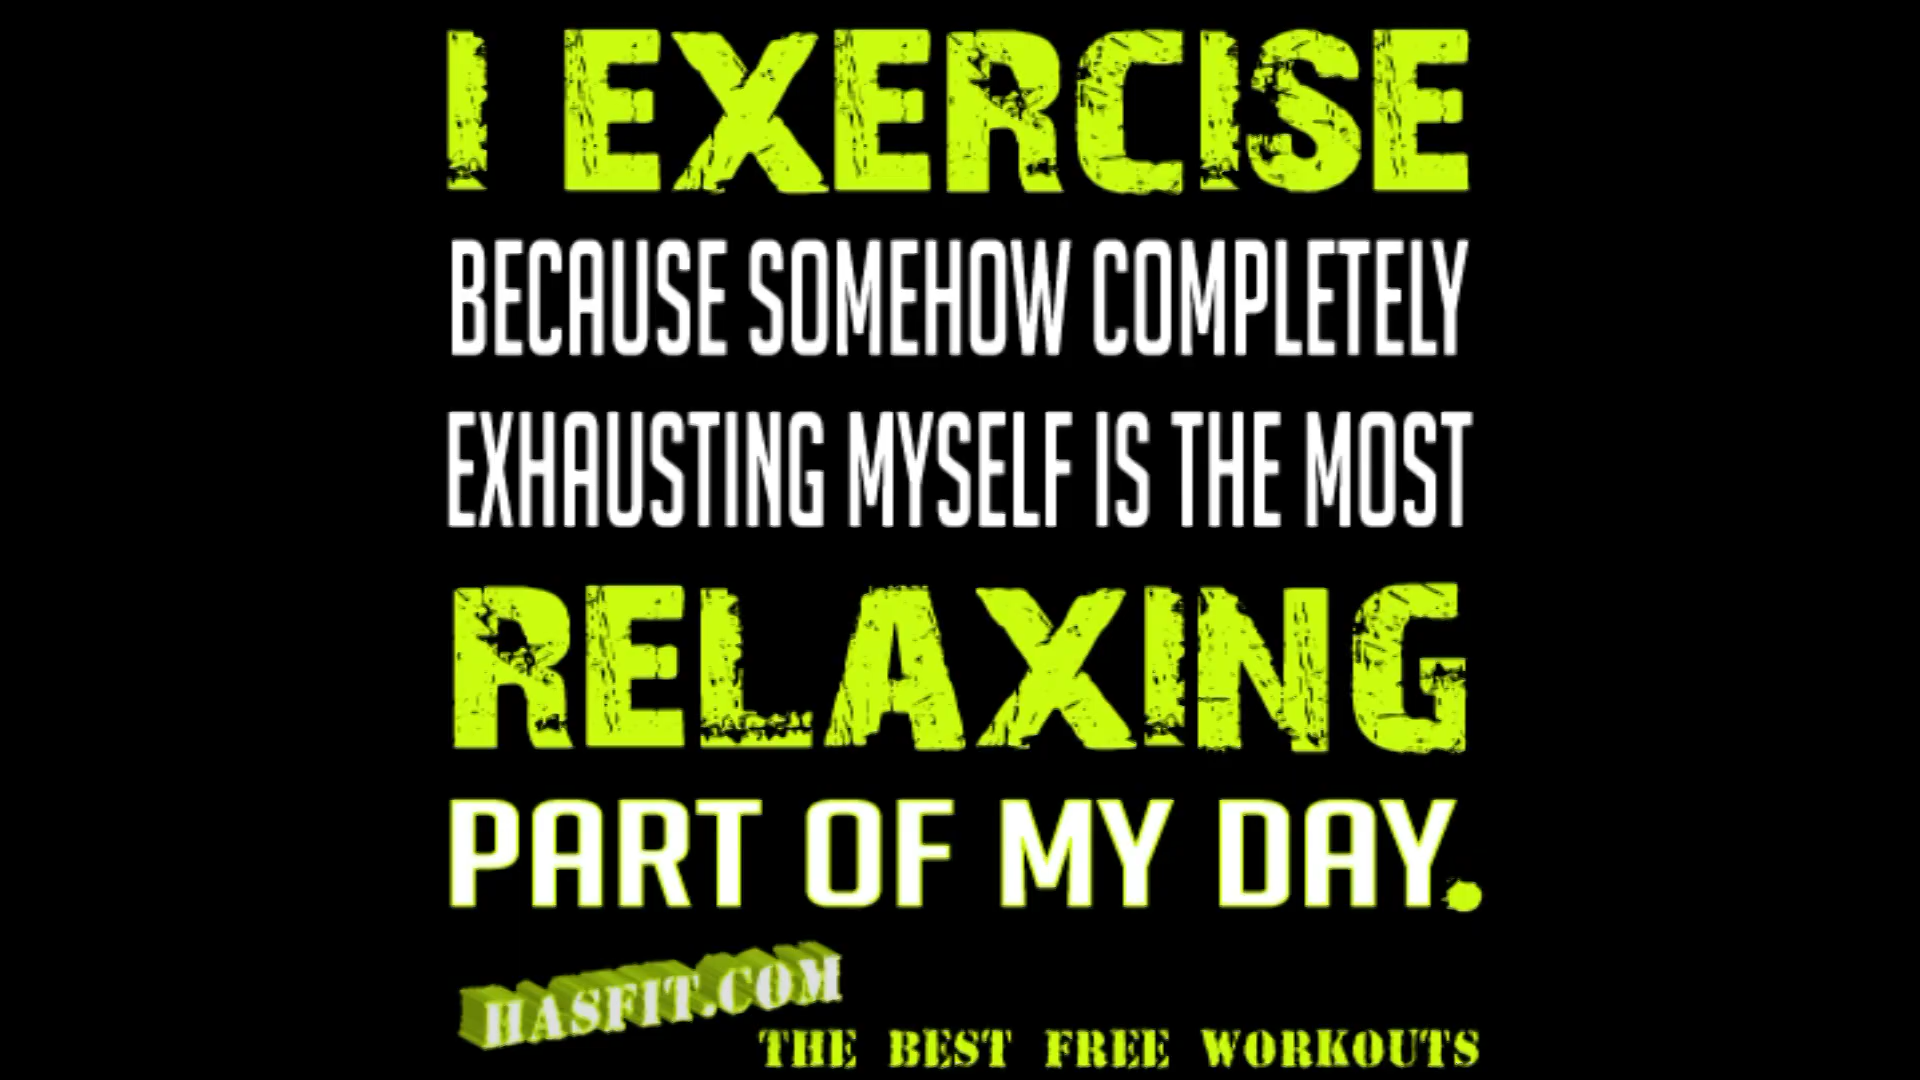 I EXERCISE
BECAUSE SOMEHOW COMPLETELY
EXHAUSTING MYSELF IS THE MOST
RELAXING
PART OF MY DAY.
HASFIT.COM
THE BEST FREE WORKOUTS